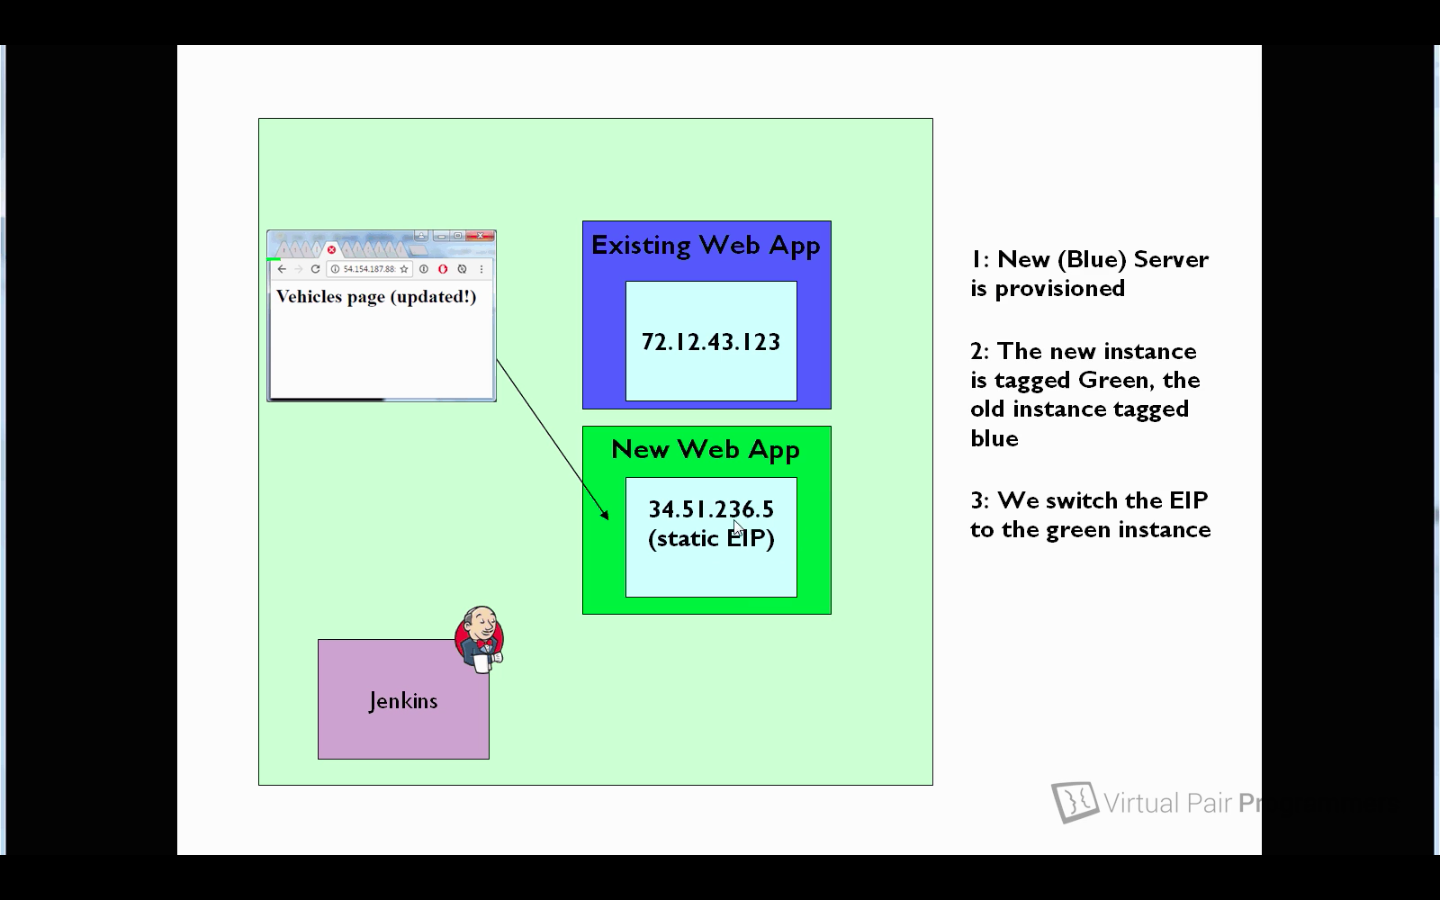 54.154.187.88
Vehicles page (updated!)
Existing Web App
72.12.43.123
New Web App
34.51.236.5
(static EIP)
Jenkins
1: New (Blue) Server
is provisioned
2: The new instance
is tagged Green, the
old instance tagged
blue
3: We switch the EIP
to the green instance
Virtual Pair